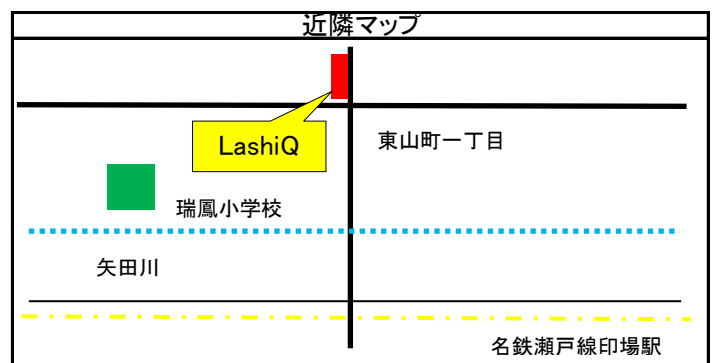 近隣マップ
LashiQ
東山町一丁目
瑞鳳小学校
矢田川
名鉄瀬戸線印場駅